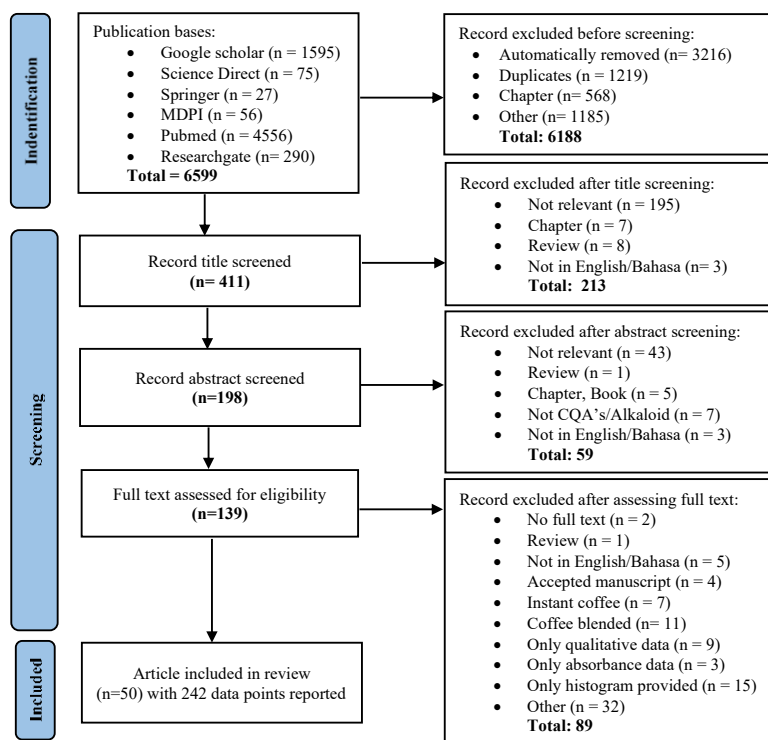 Indentification
Publication bases:
• Google scholar (n = 1595)
• Science Direct (n = 75)
• Springer (n = 27)
• MDPI (n = 56)
• Pubmed (n = 4556)
• Researchgate (n= 290)
Total = 6599
Record excluded before screening:
• Automatically removed (n= 3216)
• Duplicates (n = 1219)
• Chapter (n = 568)
• Other (n= 1185)
Total: 6188
Screening
Record title screened
(n= 411)
Record excluded after title screening:
• Not relevant (n = 195)
• Chapter (n = 7)
• Review (n = 8)
• Not in English/Bahasa (n= 3)
Total: 213
Record abstract screened
(n=198)
Record excluded after abstract screening:
• Not relevant (n = 43)
• Review (n = 1)
• Chapter, Book (n = 5)
• Not CQA's/Alkaloid (n = 7)
• Not in English/Bahasa (n = 3)
Total: 59
Full text assessed for eligibility
(n=139)
Record excluded after assessing full text:
• No full text (n = 2)
• Review (n = 1)
• Not in English/Bahasa (n = 5)
• Accepted manuscript (n = 4)
• Instant coffee (n = 7)
• Coffee blended (n = 11)
• Only qualitative data (n = 9)
• Only absorbance data (n = 3)
• Only histogram provided (n = 15)
• Other (n = 32)
Total: 89
Included
Article included in review
(n=50) with 242 data points reported